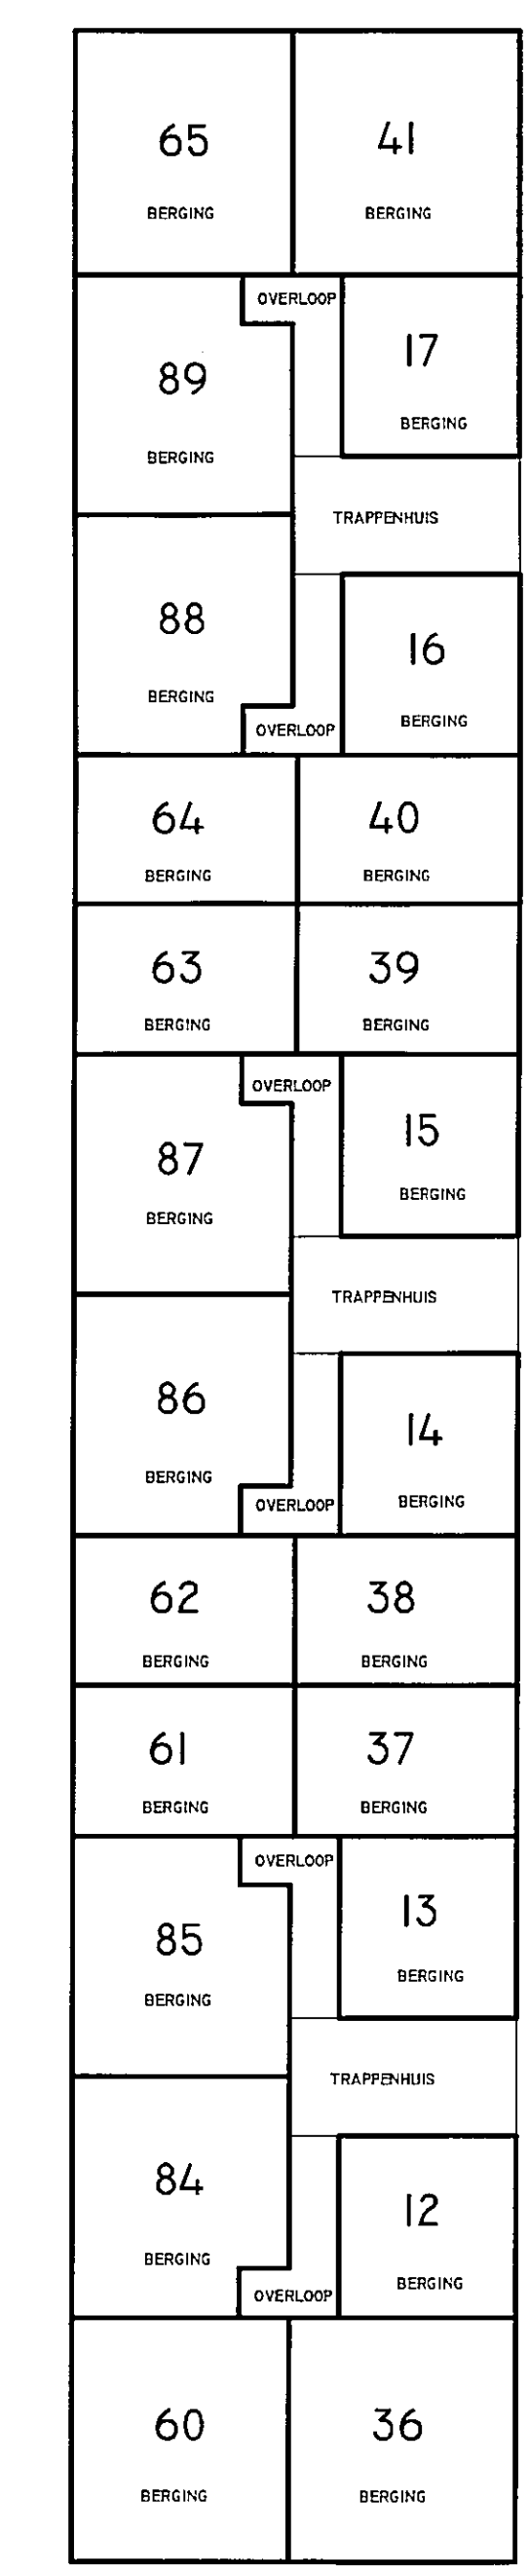 65
BERGING
41
BERGING
OVERLOOP
17
BERGING
89
BERGING
TRAPPENHUIS
88
BERGING
16
BERGING
OVERLOOP
64
BERGING
40
BERGING
63
BERGING
39
BERGING
OVERLOOP
15
BERGING
87
BERGING
TRAPPENHUIS
86
BERGING
14
BERGING
OVERLOOP
62
BERGING
38
BERGING
61
BERGING
37
BERGING
OVERLOOP
13
BERGING
85
BERGING
TRAPPENHUIS
84
BERGING
12
BERGING
OVERLOOP
60
BERGING
36
BERGING